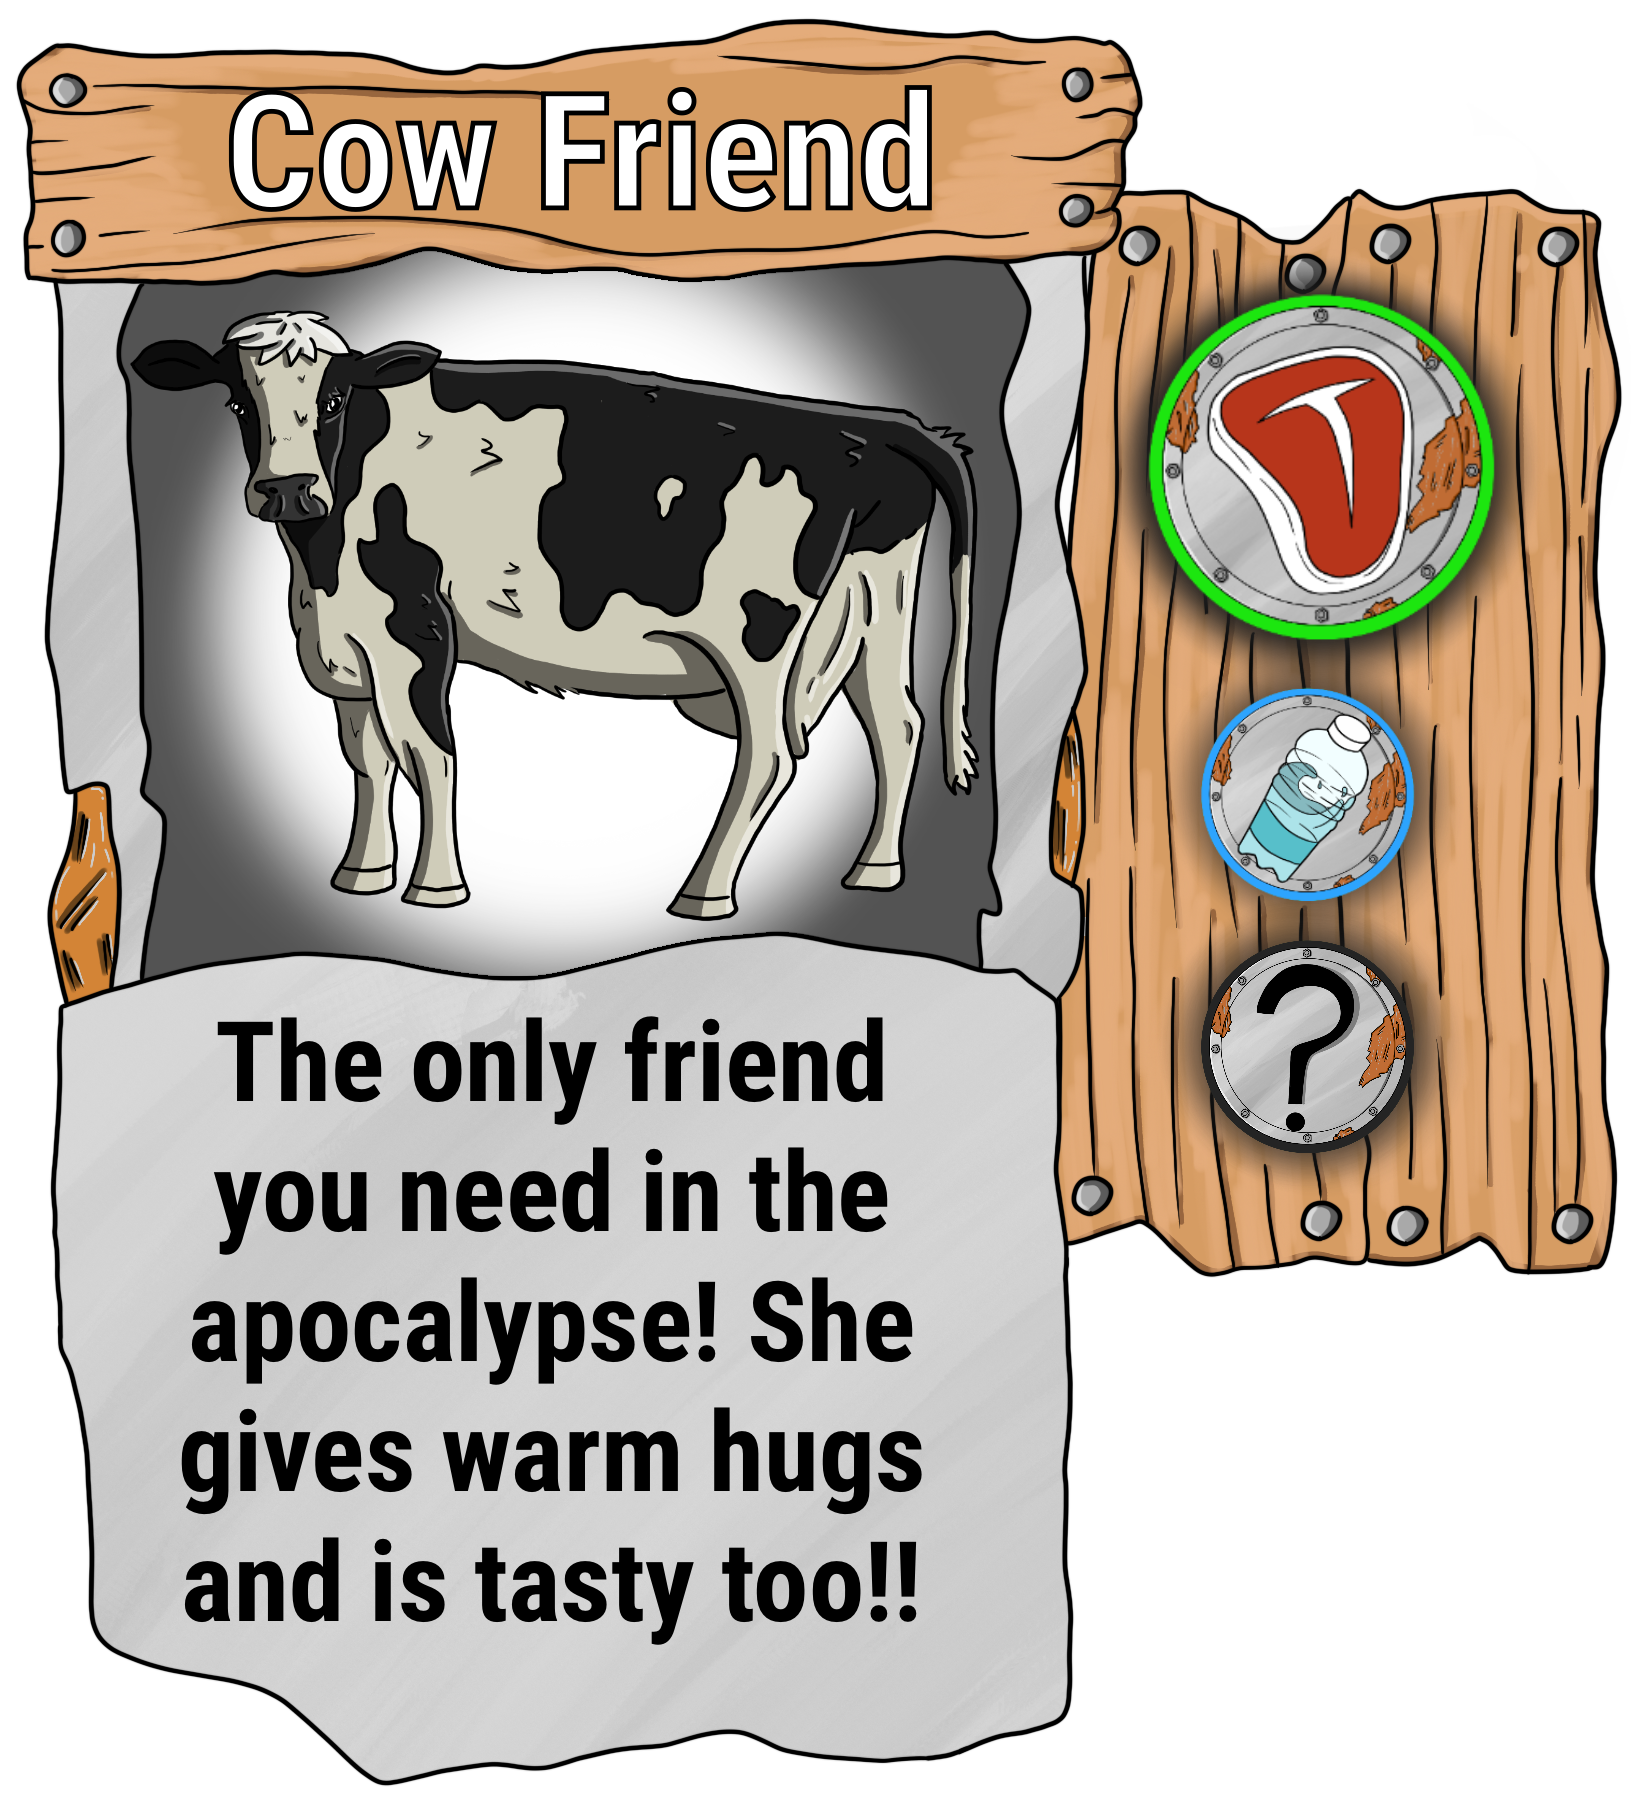 Cow Friend
The only friend
you need in the
apocalypse! She
gives warm hugs
and is tasty too!!
?